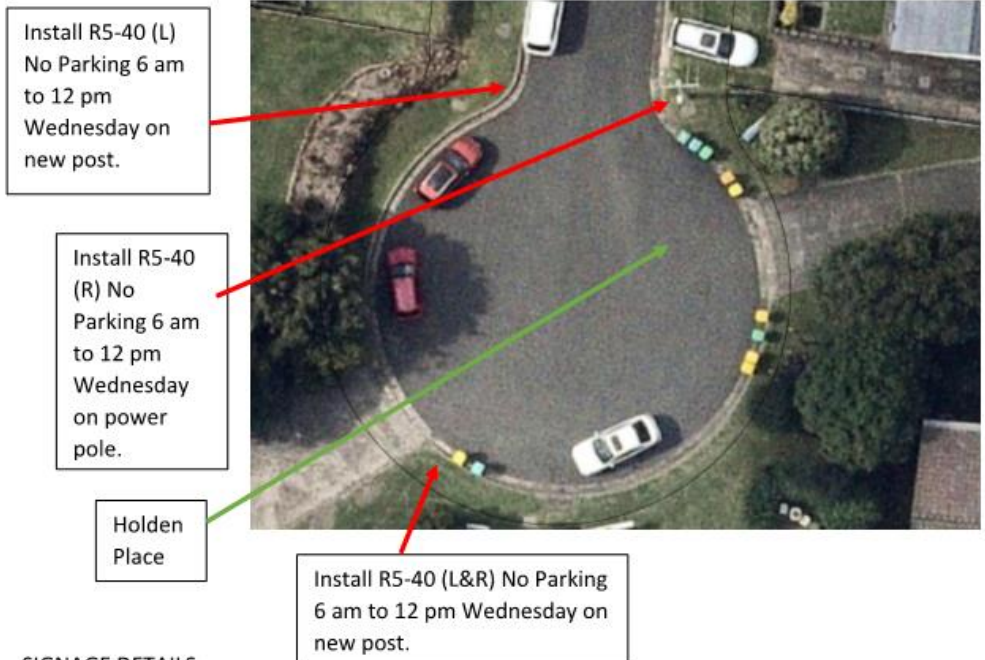 Install R5-40 (L)
No Parking 6 am
to 12 pm
Wednesday on
new post.
Install R5-40
(R) No
Parking 6 am
to 12 pm
Wednesday
on power
pole.
Holden
Place
Install R5-40 (L&R) No Parking
6 am to 12 pm Wednesday on
new post.
SIGNAGE DETAILS